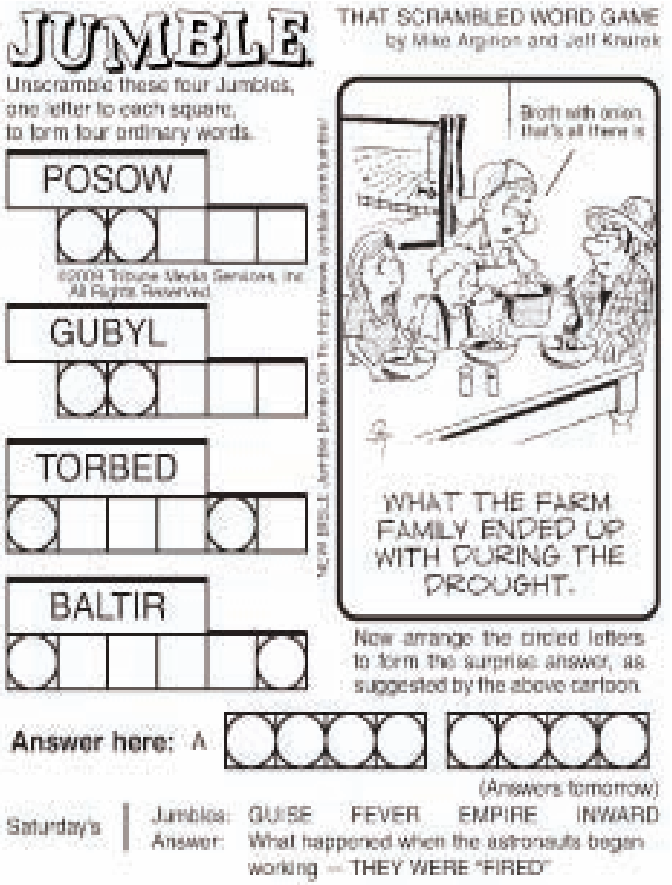 JUMBLE
THAT SCRAMBLED WORD GAME
by Mike Argirion and Jeff Knurek
Unscramble these four Jumbles,
one letter to each square,
to form four ordinary words.
POSOW
©2009 Tribune Media Services, Inc.
All Rights Reserved.
GUBYL
TORBED
BALTIR
Broth with onion,
that's all there is
WHAT THE FARM
FAMILY ENDED UP
WITH DURING THE
DROUGHT.
Now arrange the circled letters
to form the surprise answer, as
suggested by the above cartoon.
Answer here: A
(Answers tomorrow)
Saturday's
Jumbles: GUISE FEVER EMPIRE INWARD
Answer: What happened when the astronauts began
working — THEY WERE "FIRED"